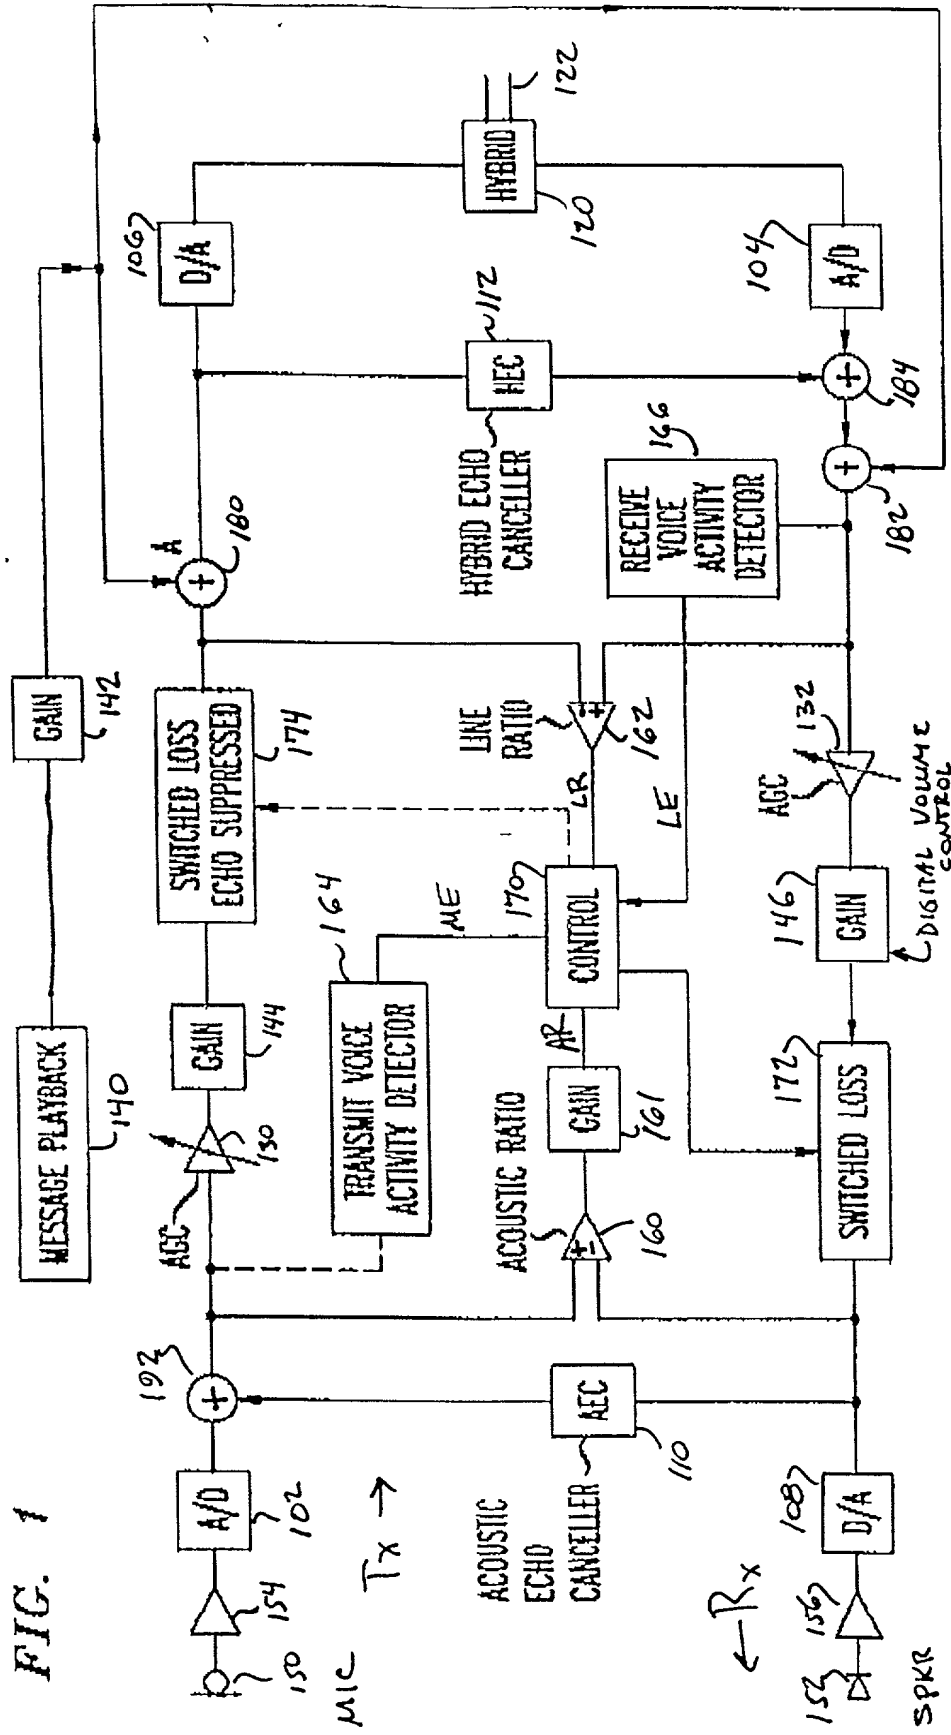 FIG. 1
MESSAGE PLAYBACK
140
GAIN
142
MIC
150
154
A/D
102
192
AGC
130
GAIN
144
SWITCHED LOSS
ECHO SUPPRESSED
174
A
180
D/A
106
Tx →
TRANSMIT VOICE
ACTIVITY DETECTOR
164
ME
ACOUSTIC
ECHO
CANCELLER
AEC
110
ACOUSTIC RATIO
+
-
160
GAIN
161
AR
CONTROL
170
LR
LINE
RATIO
-
+
162
LE
HYBRID ECHO
CANCELLER
HEC
112
HYBRID
120
122
RECEIVE
VOICE
ACTIVITY
DETECTOR
166
← Rx
SPKR
152
156
D/A
108
SWITCHED LOSS
172
GAIN
146
DIGITAL VOLUME
CONTROL
AGC
132
+
182
+
184
A/D
104